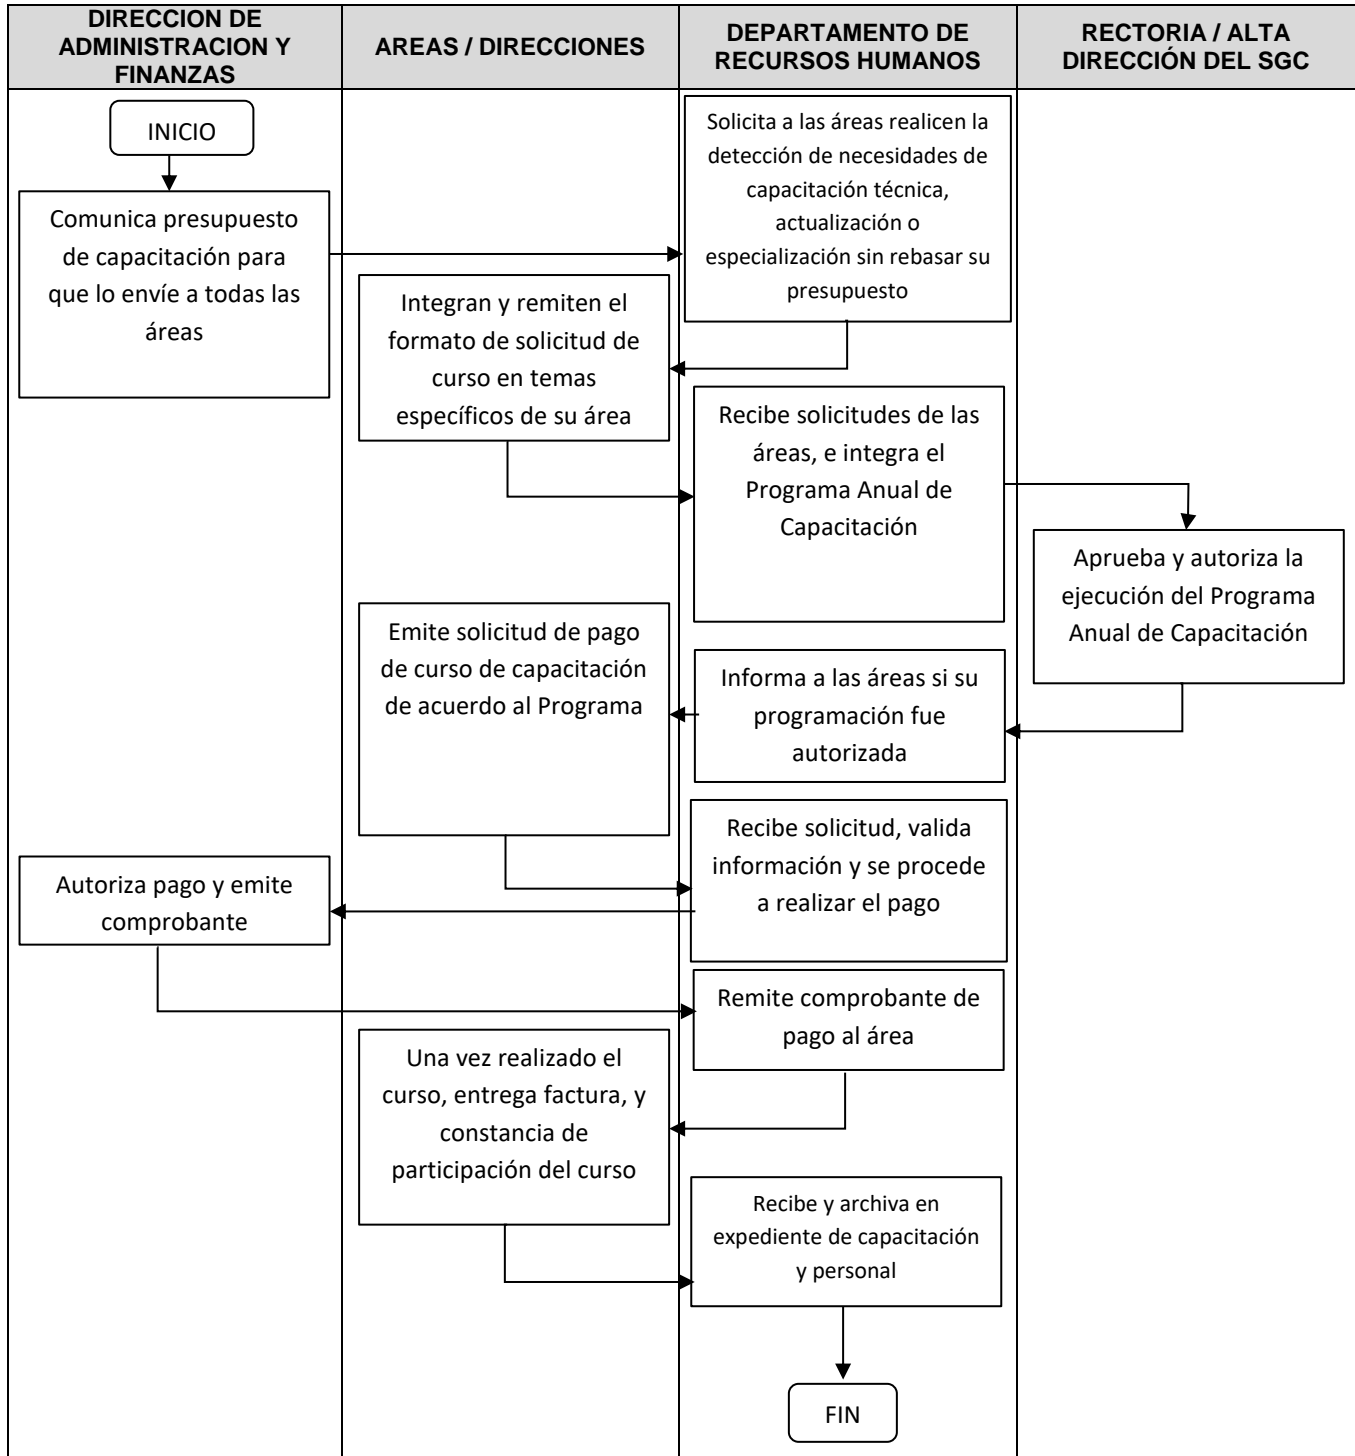 DIRECCION DE
ADMINISTRACION Y
FINANZAS
AREAS / DIRECCIONES
DEPARTAMENTO DE
RECURSOS HUMANOS
RECTORIA / ALTA
DIRECCIÓN DEL SGC
INICIO
Comunica presupuesto
de capacitación para
que lo envíe a todas las
áreas
Solicita a las áreas realicen la
detección de necesidades de
capacitación técnica,
actualización o
especialización sin rebasar su
presupuesto
Integran y remiten el
formato de solicitud de
curso en temas
específicos de su área
Recibe solicitudes de las
áreas, e integra el
Programa Anual de
Capacitación
Aprueba y autoriza la
ejecución del Programa
Anual de Capacitación
Informa a las áreas si su
programación fue
autorizada
Emite solicitud de pago
de curso de capacitación
de acuerdo al Programa
Recibe solicitud, valida
información y se procede
a realizar el pago
Autoriza pago y emite
comprobante
Remite comprobante de
pago al área
Una vez realizado el
curso, entrega factura, y
constancia de
participación del curso
Recibe y archiva en
expediente de capacitación
y personal
FIN